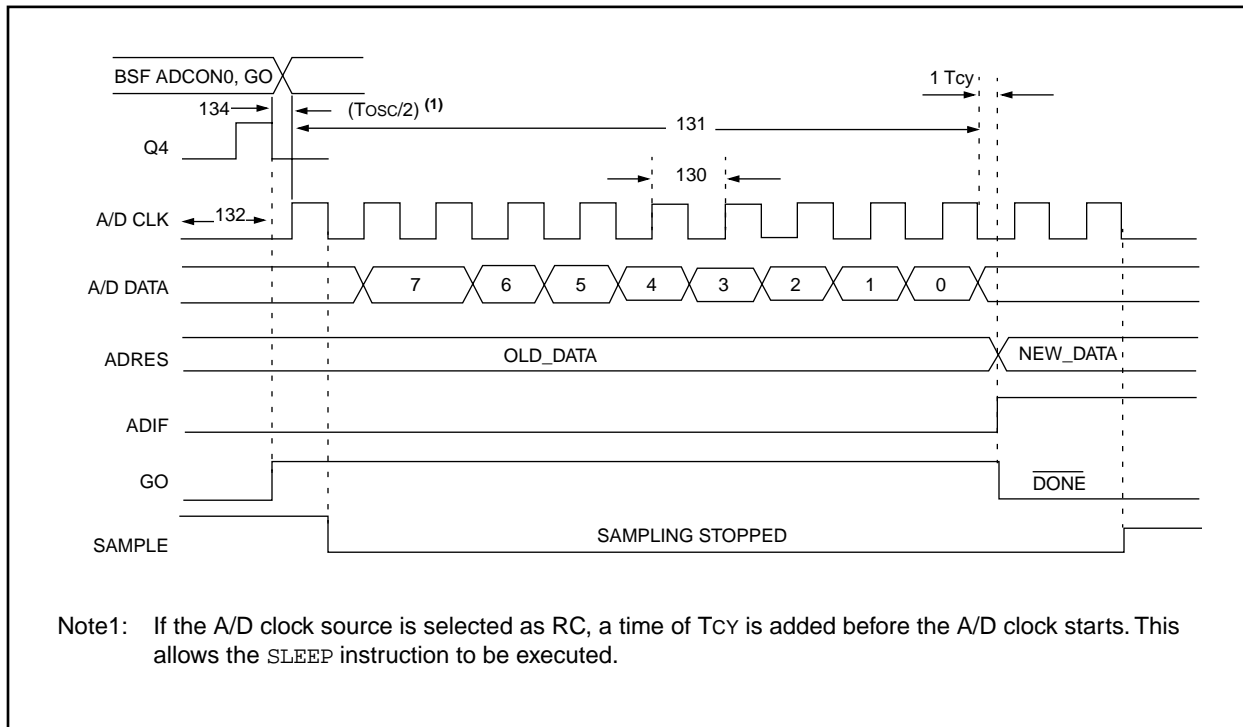 BSF ADCON0, GO
1 Tcy
134
(TOSC/2) (1)
131
Q4
130
A/D CLK
132
A/D DATA
7 6 5 4 3 2 1 0
ADRES
OLD_DATA
NEW_DATA
ADIF
GO
DONE
SAMPLE
SAMPLING STOPPED
Note1: If the A/D clock source is selected as RC, a time of TCY is added before the A/D clock starts. This
allows the SLEEP instruction to be executed.